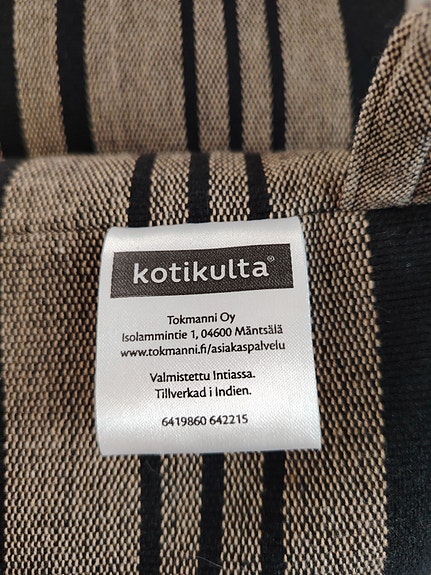 kotikulta®
Tokmanni Oy
Isolammintie 1, 04600 Mäntsälä
www.tokmanni.fi/asiakaspalvelu
Valmistettu Intiassa.
Tillverkad i Indien.
6419860 642215